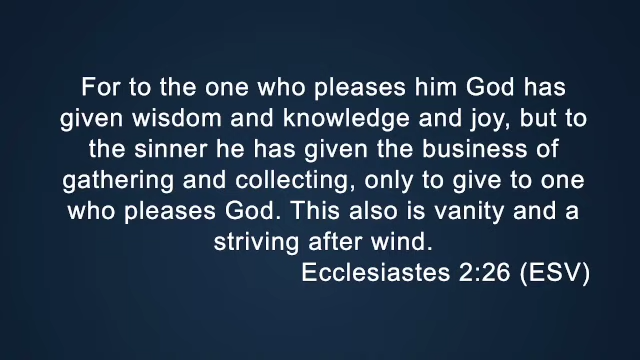 For to the one who pleases him God has
given wisdom and knowledge and joy, but to
the sinner he has given the business of
gathering and collecting, only to give to one
who pleases God. This also is vanity and a
striving after wind.
Ecclesiastes 2:26 (ESV)